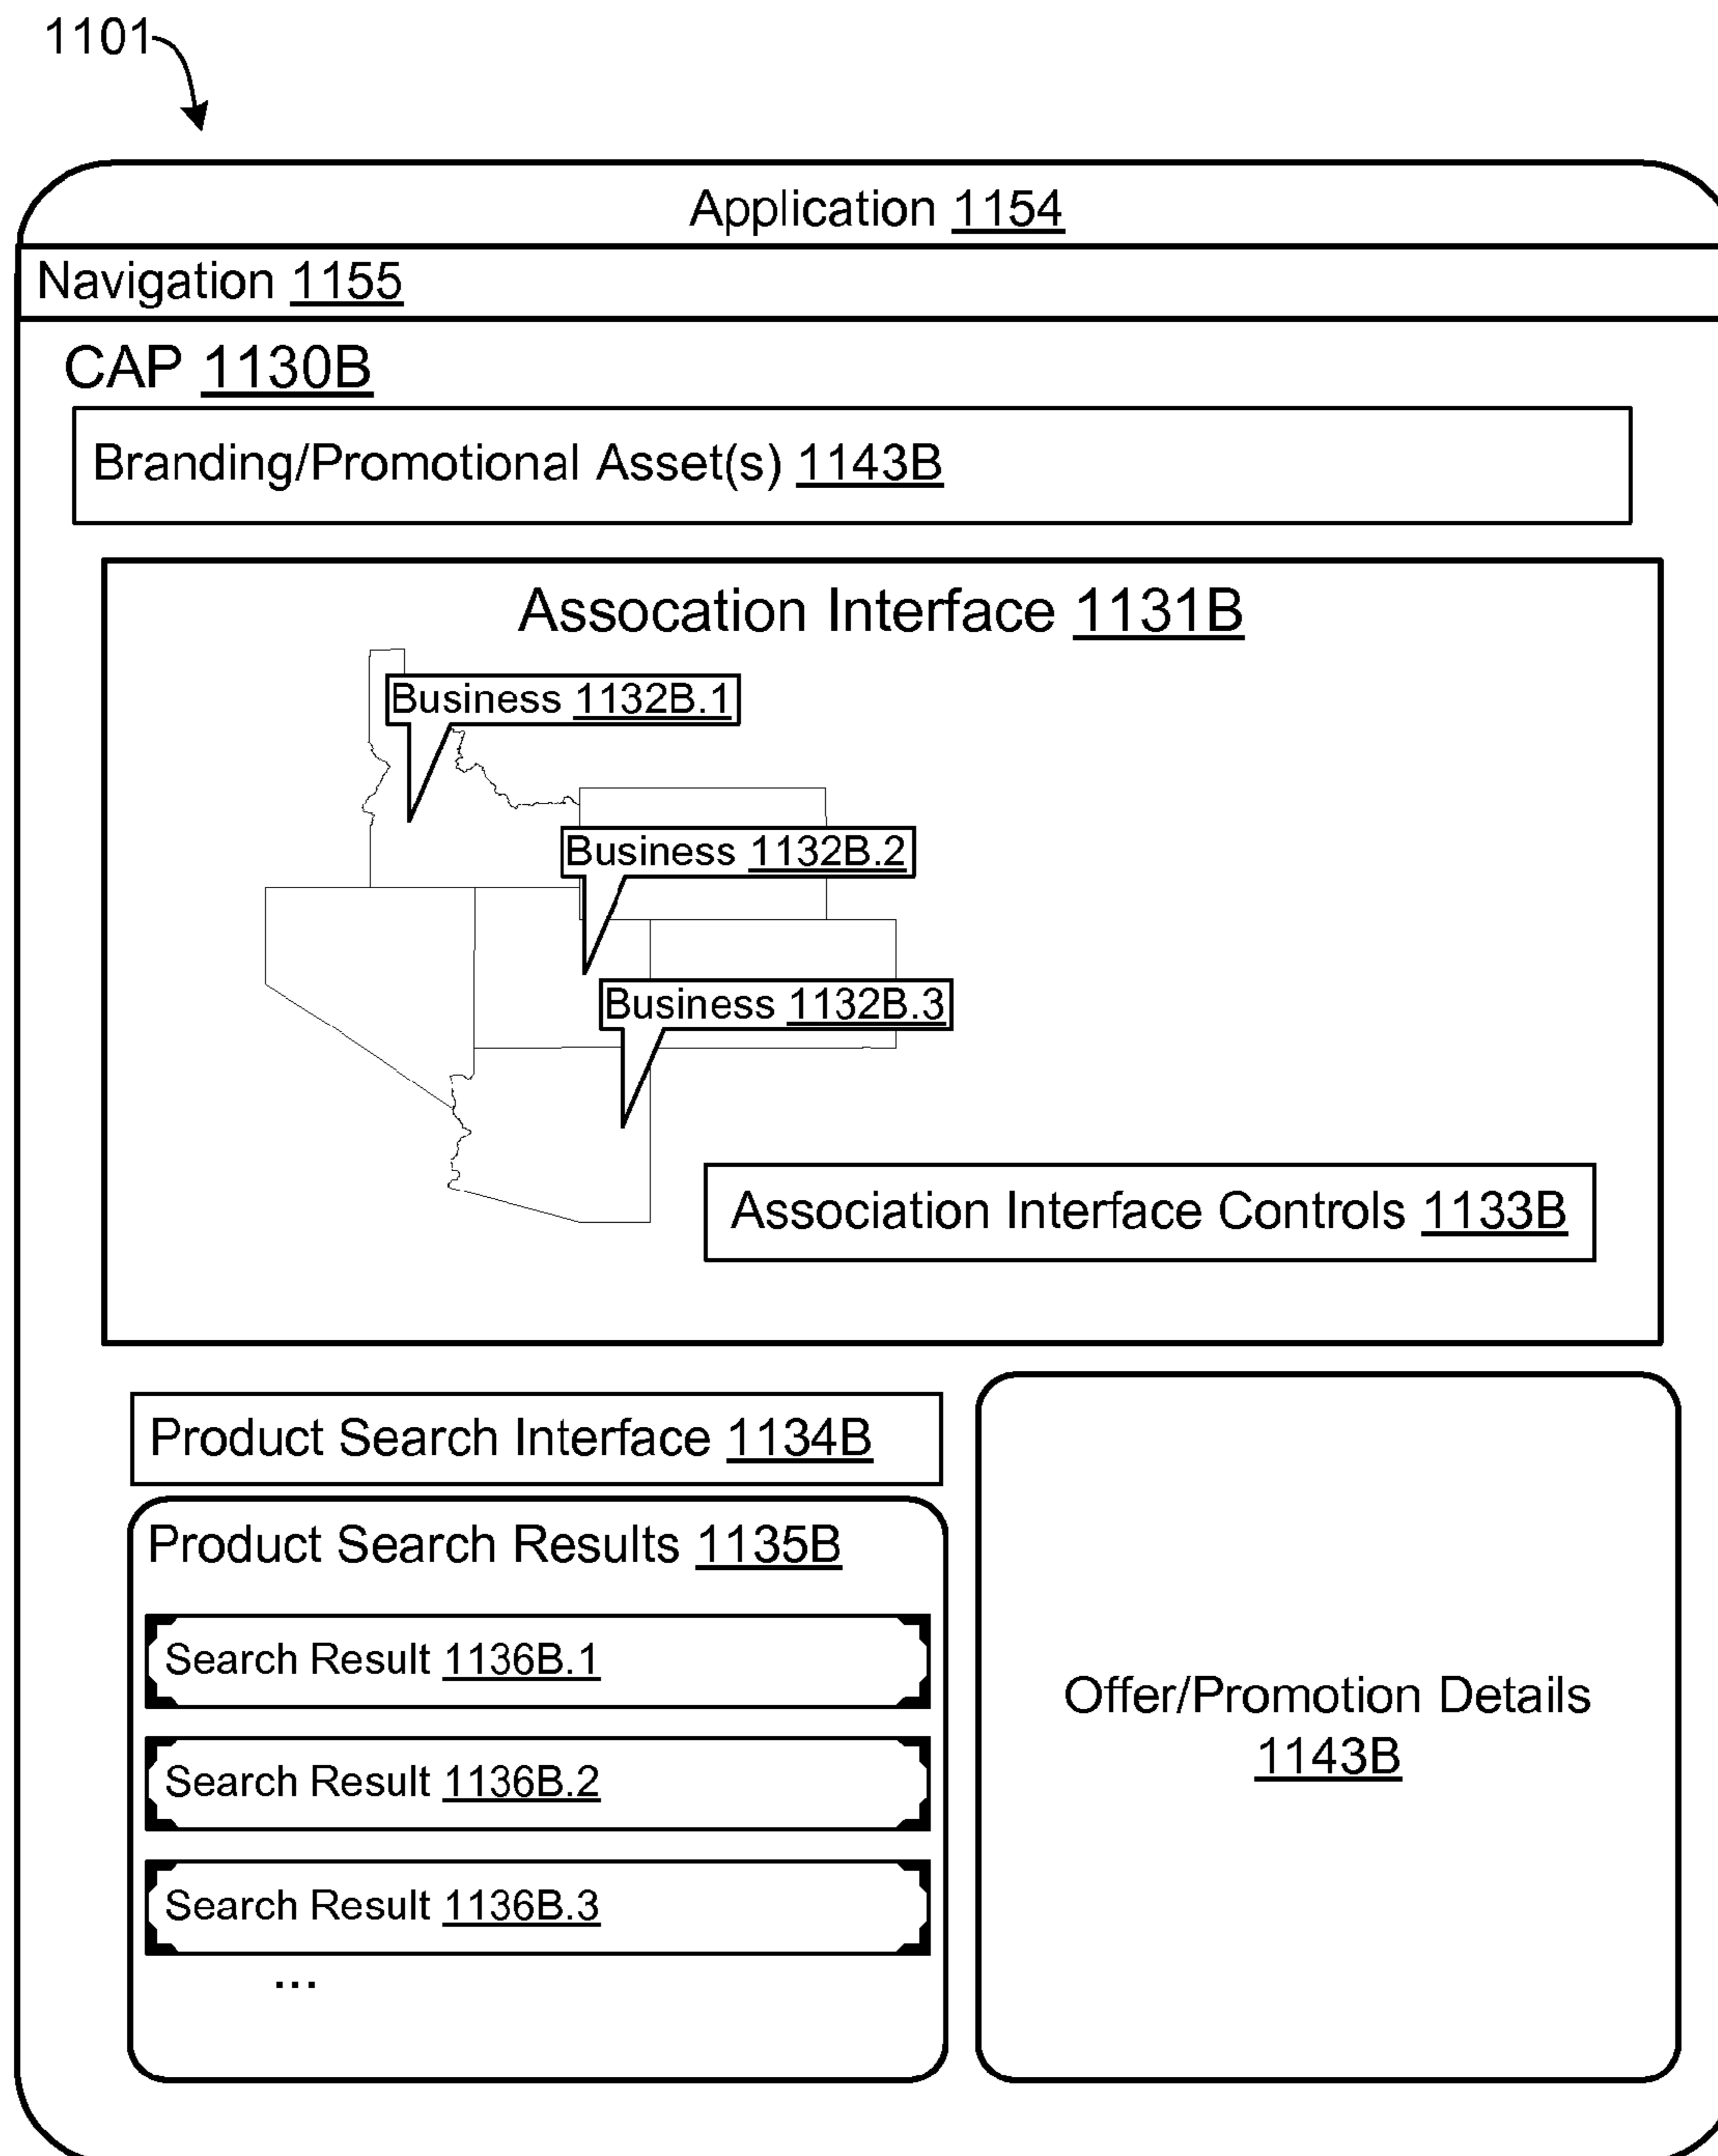 1101
Application 1154
Navigation 1155
CAP 1130B
Branding/Promotional Asset(s) 1143B
Assocation Interface 1131B
Business 1132B.1
Business 1132B.2
Business 1132B.3
Association Interface Controls 1133B
Product Search Interface 1134B
Product Search Results 1135B
Search Result 1136B.1
Search Result 1136B.2
Search Result 1136B.3
...
Offer/Promotion Details
1143B